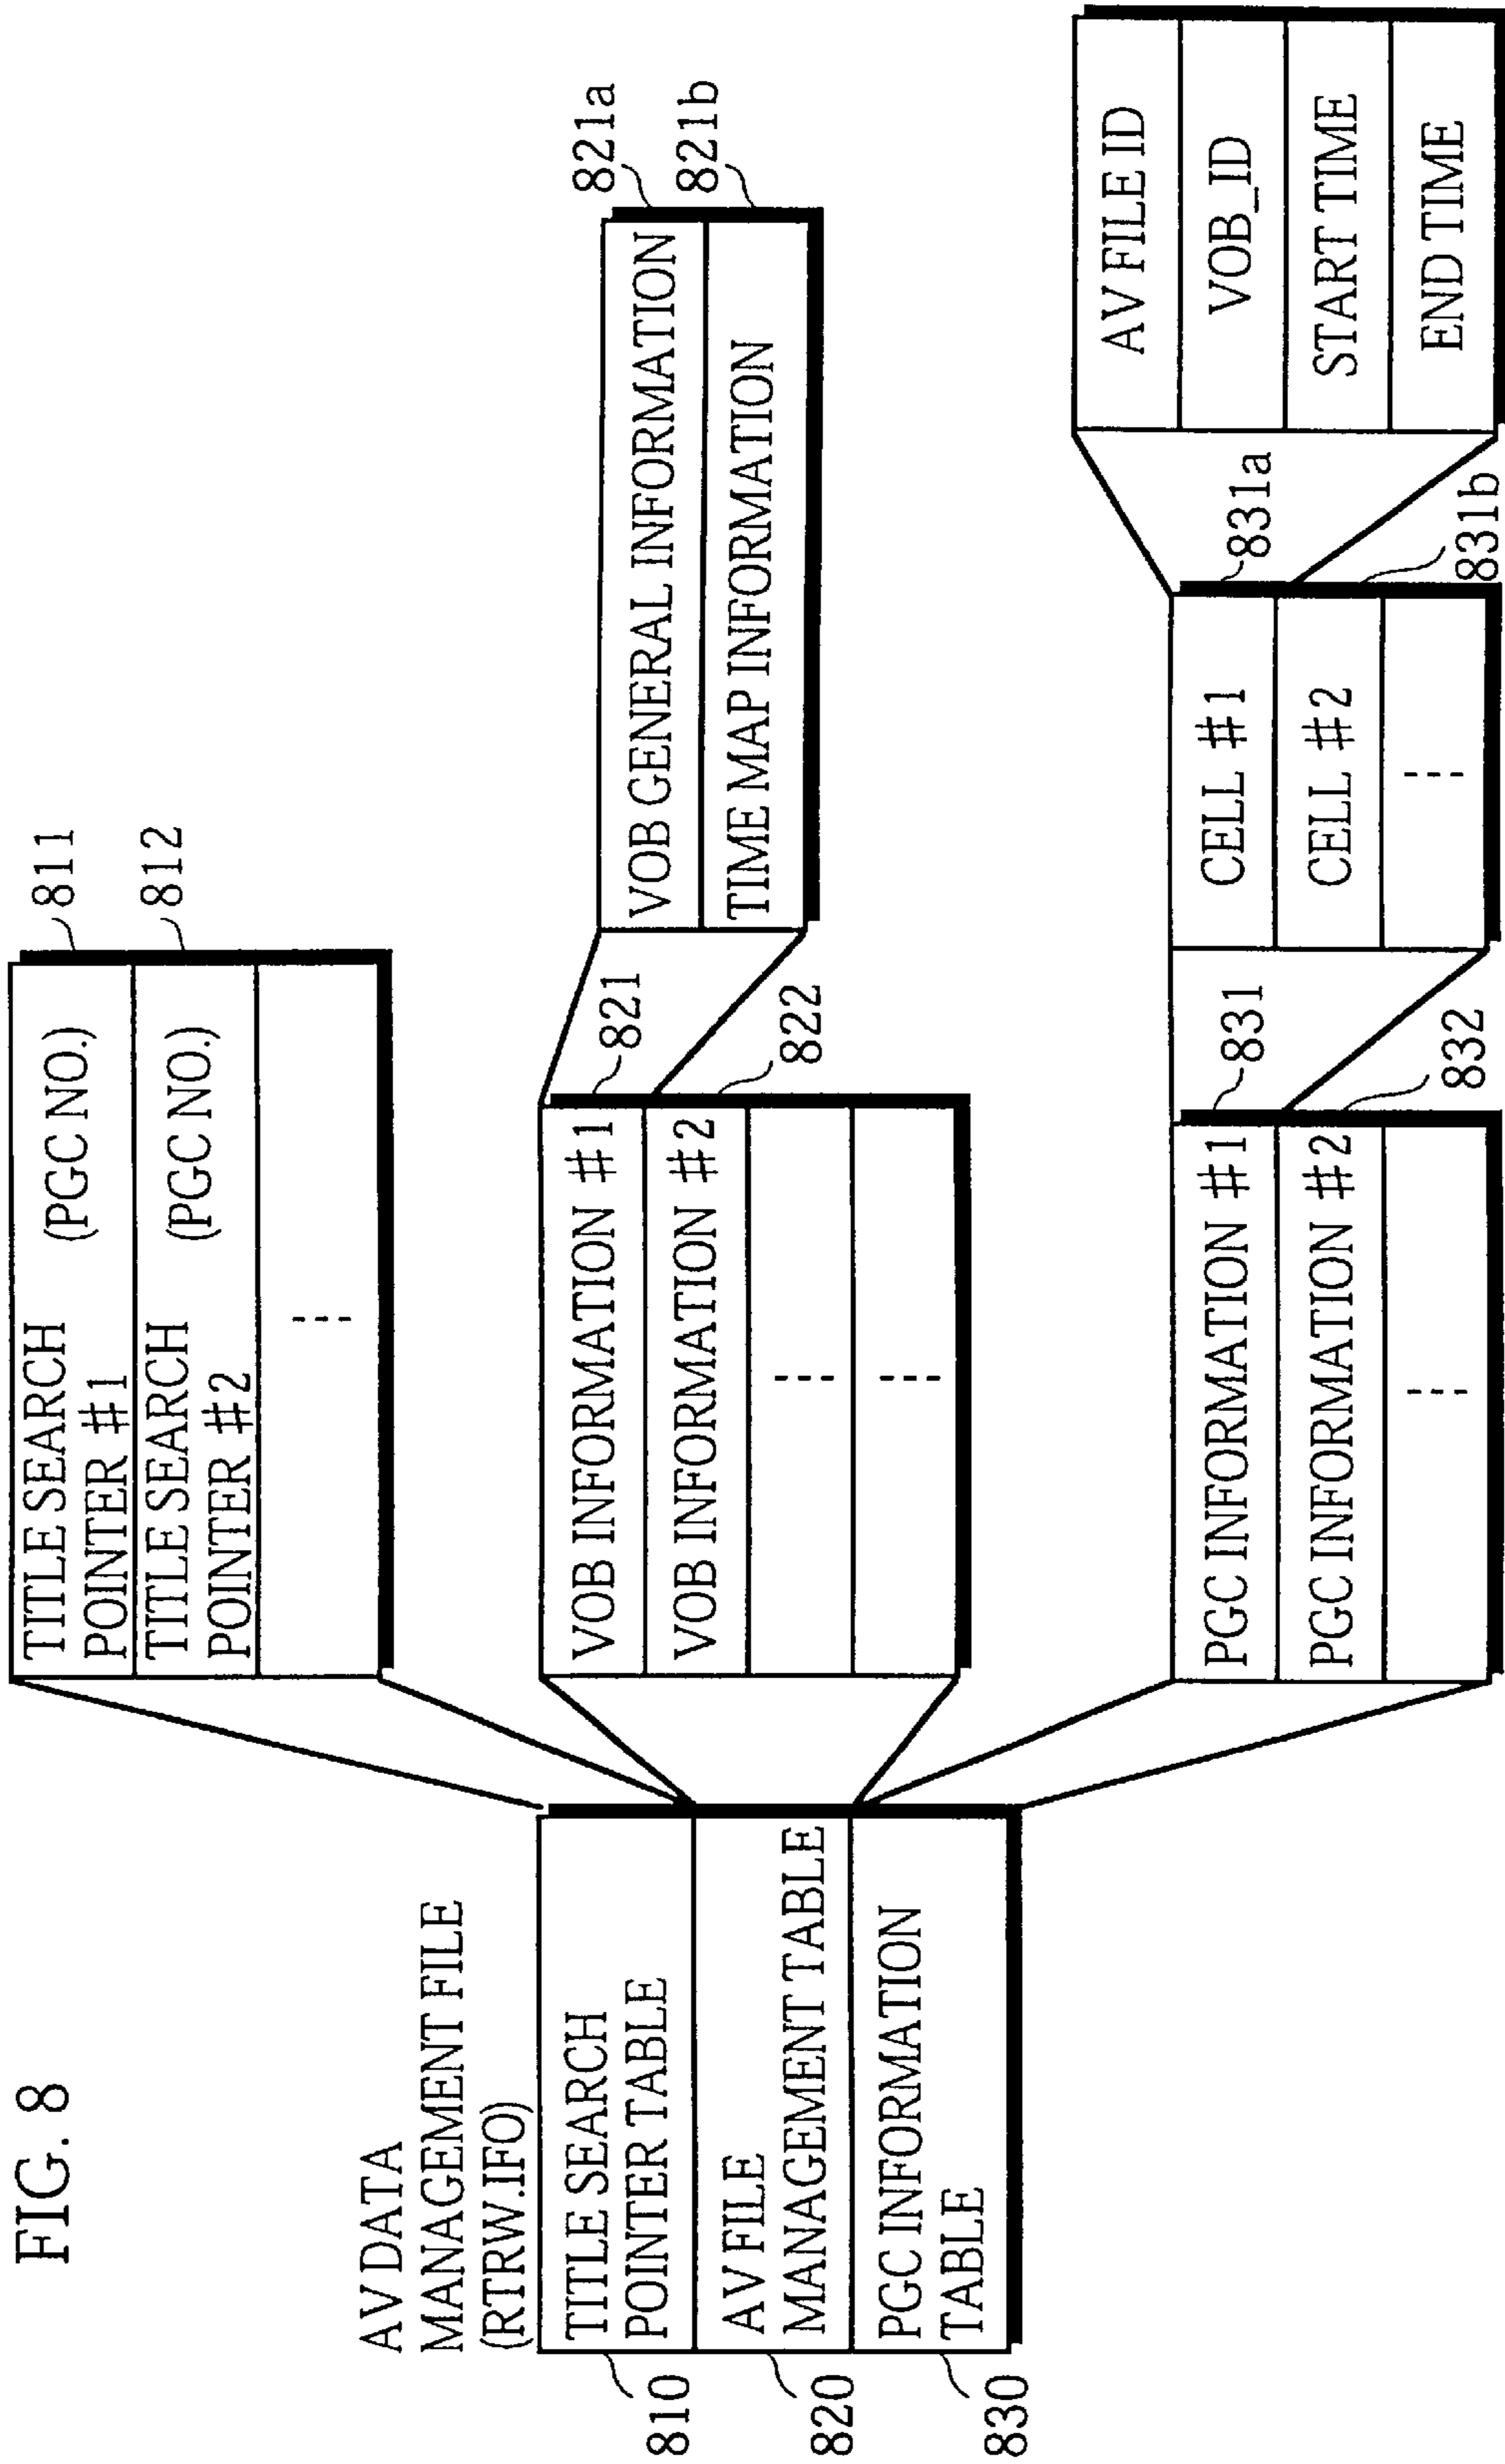 FIG. 8
AV DATA
MANAGEMENT FILE
(RTRW.IFO)
810
TITLE SEARCH
POINTER TABLE
820
AV FILE
MANAGEMENT TABLE
830
PGC INFORMATION
TABLE
TITLE SEARCH
POINTER #1
(PGC NO.)
811
TITLE SEARCH
POINTER #2
(PGC NO.)
812
VOB INFORMATION #1
821
VOB INFORMATION #2
822
VOB GENERAL INFORMATION
821a
TIME MAP INFORMATION
821b
PGC INFORMATION #1
831
PGC INFORMATION #2
832
CELL #1
831a
CELL #2
831b
AV FILE ID
VOB_ID
START TIME
END TIME